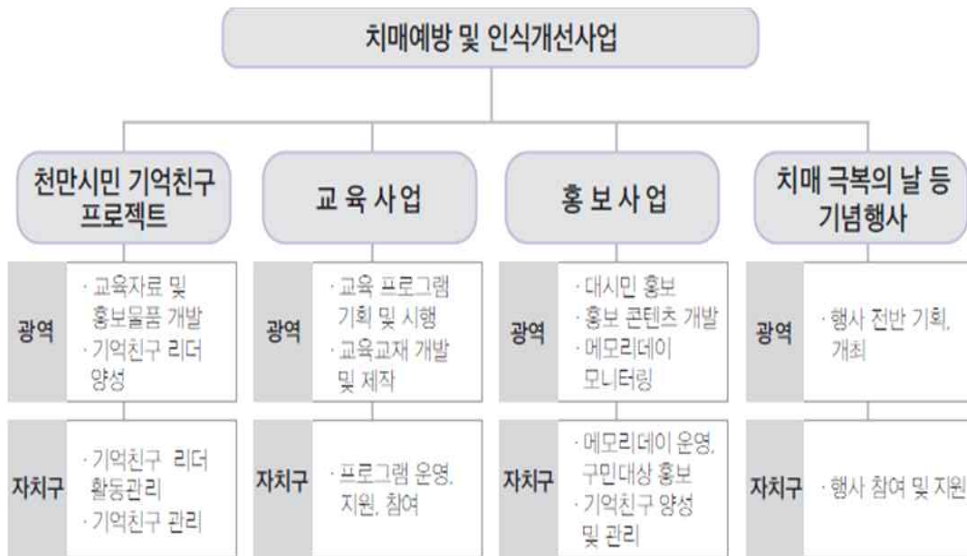 치매예방 및 인식개선사업
천만시민 기억친구
프로젝트
광역
· 교육자료 및
홍보물품 개발
· 기억친구 리더
양성
자치구
· 기억친구 리더
활동관리
· 기억친구 관리
교육사업
광역
· 교육 프로그램
기획 및 시행
· 교육교재 개발
및 제작
자치구
· 프로그램 운영,
지원, 참여
홍보사업
광역
· 대시민 홍보
· 홍보 콘텐츠 개발
· 메모리데이
모니터링
자치구
· 메모리데이 운영,
구민대상 홍보
· 기억친구 양성
및 관리
치매 극복의 날 등
기념행사
광역
· 행사 전반 기획,
개최
자치구
· 행사 참여 및 지원